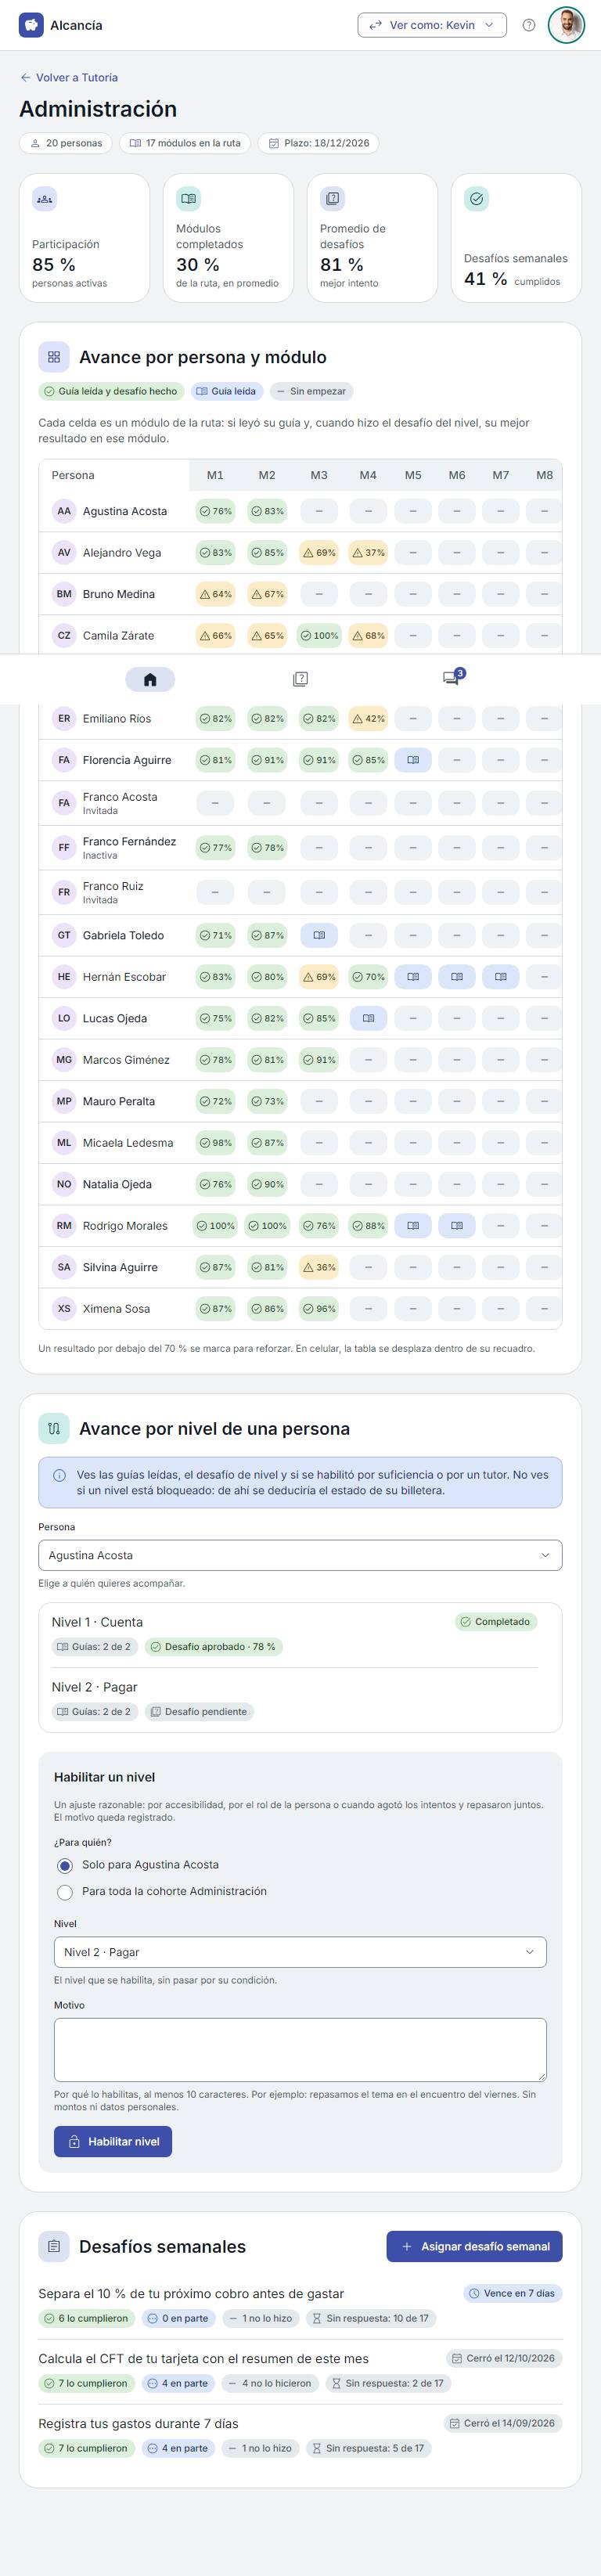 Alcancía
Ver como: Kevin
Volver a Tutoría
Administración
20 personas
17 módulos en la ruta
Plazo: 18/12/2026
Participación
85 %
personas activas
Módulos
completados
30 %
de la ruta, en promedio
Promedio de
desafíos
81 %
mejor intento
Desafíos semanales
41 % cumplidos
Avance por persona y módulo
Guía leída y desafío hecho
Guía leída
Sin empezar
Cada celda es un módulo de la ruta: si leyó su guía y, cuando hizo el desafío del nivel, su mejor
resultado en ese módulo.
Persona M1 M2 M3 M4 M5 M6 M7 M8
AA Agustina Acosta 76% 83% – – – – – –
AV Alejandro Vega 83% 85% 69% 37% – – – –
BM Bruno Medina 64% 67% – – – – – –
CZ Camila Zárate 66% 65% 100% 68% – – – –
3
ER Emiliano Ríos 82% 82% 82% 42% – – – –
FA Florencia Aguirre 81% 91% 91% 85% – – –
FA Franco Acosta – – – – – – – –
Invitada
FF Franco Fernández 77% 78% – – – – – –
Inactiva
FR Franco Ruiz – – – – – – – –
Invitada
GT Gabriela Toledo 71% 87% – – – – –
HE Hernán Escobar 83% 80% 69% 70% –
LO Lucas Ojeda 75% 82% 85% – – – –
MG Marcos Giménez 78% 81% 91% – – – – –
MP Mauro Peralta 72% 73% – – – – – –
ML Micaela Ledesma 98% 87% – – – – – –
NO Natalia Ojeda 76% 90% – – – – – –
RM Rodrigo Morales 100% 100% 76% 88% – –
SA Silvina Aguirre 87% 81% 36% – – – – –
XS Ximena Sosa 87% 86% 96% – – – – –
Un resultado por debajo del 70 % se marca para reforzar. En celular, la tabla se desplaza dentro de su recuadro.
Avance por nivel de una persona
Ves las guías leídas, el desafío de nivel y si se habilitó por suficiencia o por un tutor. No ves
si un nivel está bloqueado: de ahí se deduciría el estado de su billetera.
Persona
Agustina Acosta
Elige a quién quieres acompañar.
Nivel 1 · Cuenta
Completado
Guías: 2 de 2
Desafío aprobado · 78 %
Nivel 2 · Pagar
Guías: 2 de 2
Desafío pendiente
Habilitar un nivel
Un ajuste razonable: por accesibilidad, por el rol de la persona o cuando agotó los intentos y repasaron juntos.
El motivo queda registrado.
¿Para quién?
Solo para Agustina Acosta
Para toda la cohorte Administración
Nivel
Nivel 2 · Pagar
El nivel que se habilita, sin pasar por su condición.
Motivo
Por qué lo habilitas, al menos 10 caracteres. Por ejemplo: repasamos el tema en el encuentro del viernes. Sin
montos ni datos personales.
Habilitar nivel
Desafíos semanales
Asignar desafío semanal
Separa el 10 % de tu próximo cobro antes de gastar
Vence en 7 días
6 lo cumplieron
0 en parte
1 no lo hizo
Sin respuesta: 10 de 17
Calcula el CFT de tu tarjeta con el resumen de este mes
Cerró el 12/10/2026
7 lo cumplieron
4 en parte
4 no lo hicieron
Sin respuesta: 2 de 17
Registra tus gastos durante 7 días
Cerró el 14/09/2026
7 lo cumplieron
4 en parte
1 no lo hizo
Sin respuesta: 5 de 17